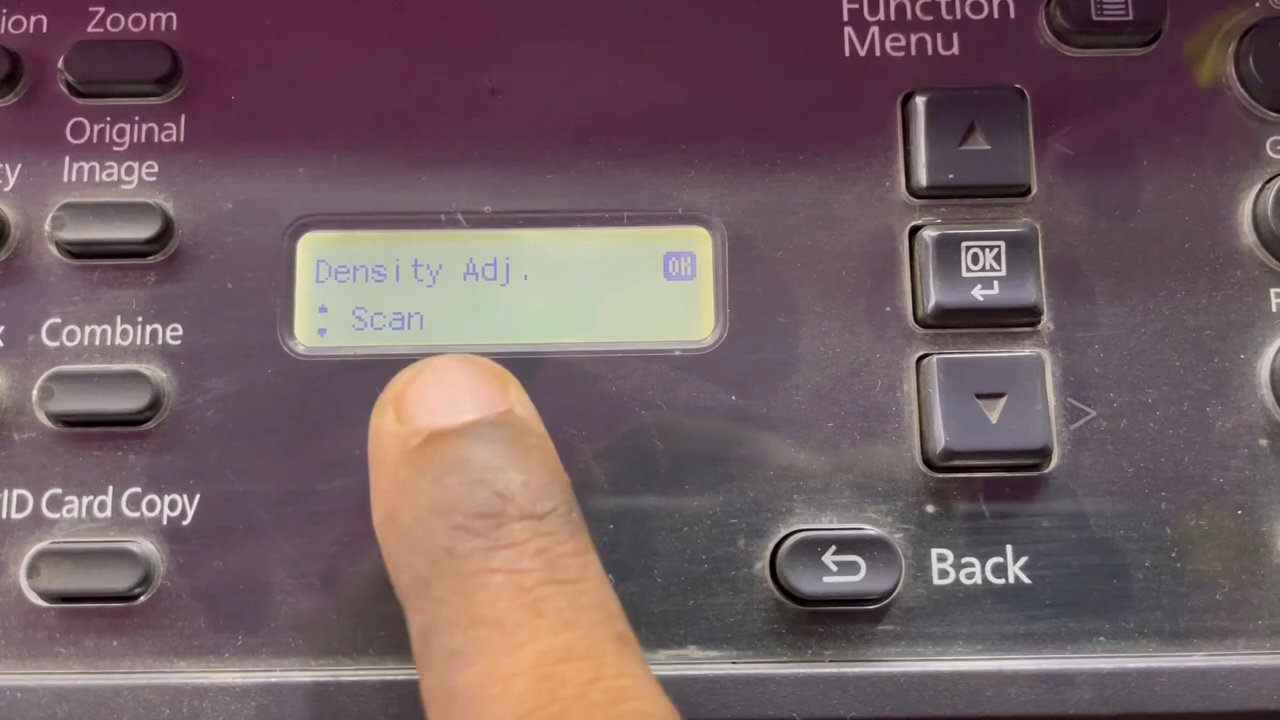 Zoom
Original
Image
Combine
ID Card Copy
Density Adj. OK
Scan
Function
Menu
OK
Back